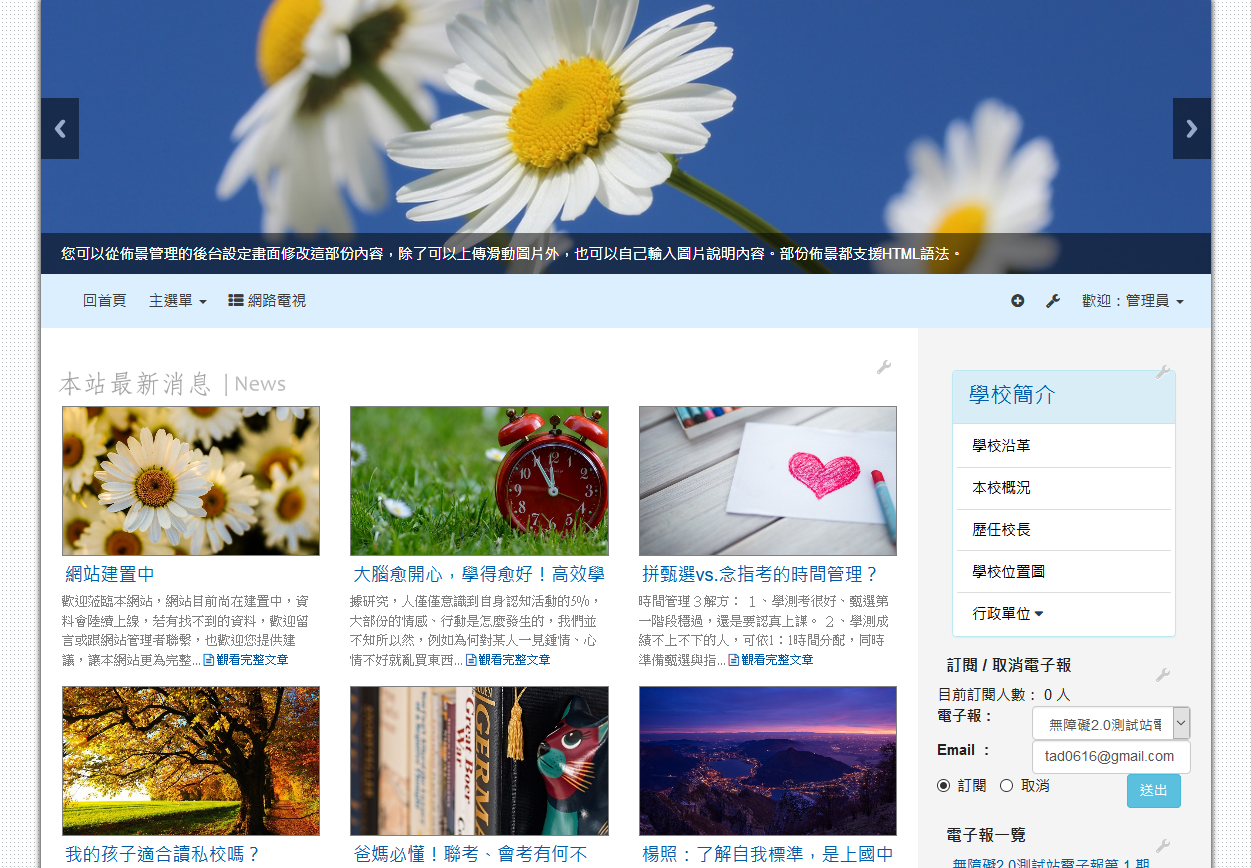 您可以從佈景管理的後台設定畫面修改這部份內容，除了可以上傳滑動圖片外，也可以自己輸入圖片說明內容。部份佈景都支援HTML語法。
回首頁 主選單 網路電視 歡迎：管理員
本站最新消息 | News
網站建置中
歡迎蒞臨本網站，網站目前尚在建置中，資
料會陸續上線，若有找不到的資料，歡迎留
言或跟網站管理者聯繫，也歡迎您提供建
議，讓本網站更為完整... 觀看完整文章
大腦愈開心，學得愈好！高效學
據研究，人僅僅意識到自身認知活動的5%，
大部份的情感、行動是怎麼發生的，我們並
不知所以然，例如為何對某人一見鍾情、心
情不好就亂買東西... 觀看完整文章
拼甄選vs.念指考的時間管理？
時間管理３解方： １、學測考很好、甄選第
一階段穩過，還是要認真上課。 ２、學測成
績不上不下的人，可依1：1時間分配，同時
準備甄選與指... 觀看完整文章
GERMA
Great War
我的孩子適合讀私校嗎？
爸媽必懂！聯考、會考有何不
楊照：了解自我標準，是上國中
學校簡介
學校沿革
本校概況
歷任校長
學校位置圖
行政單位
訂閱 / 取消電子報
目前訂閱人數： 0 人
電子報： 無障礙2.0測試站電
Email ： tad0616@gmail.com
訂閱 取消 送出
電子報一覽
無障礙2.0測試站電子報第 1 期